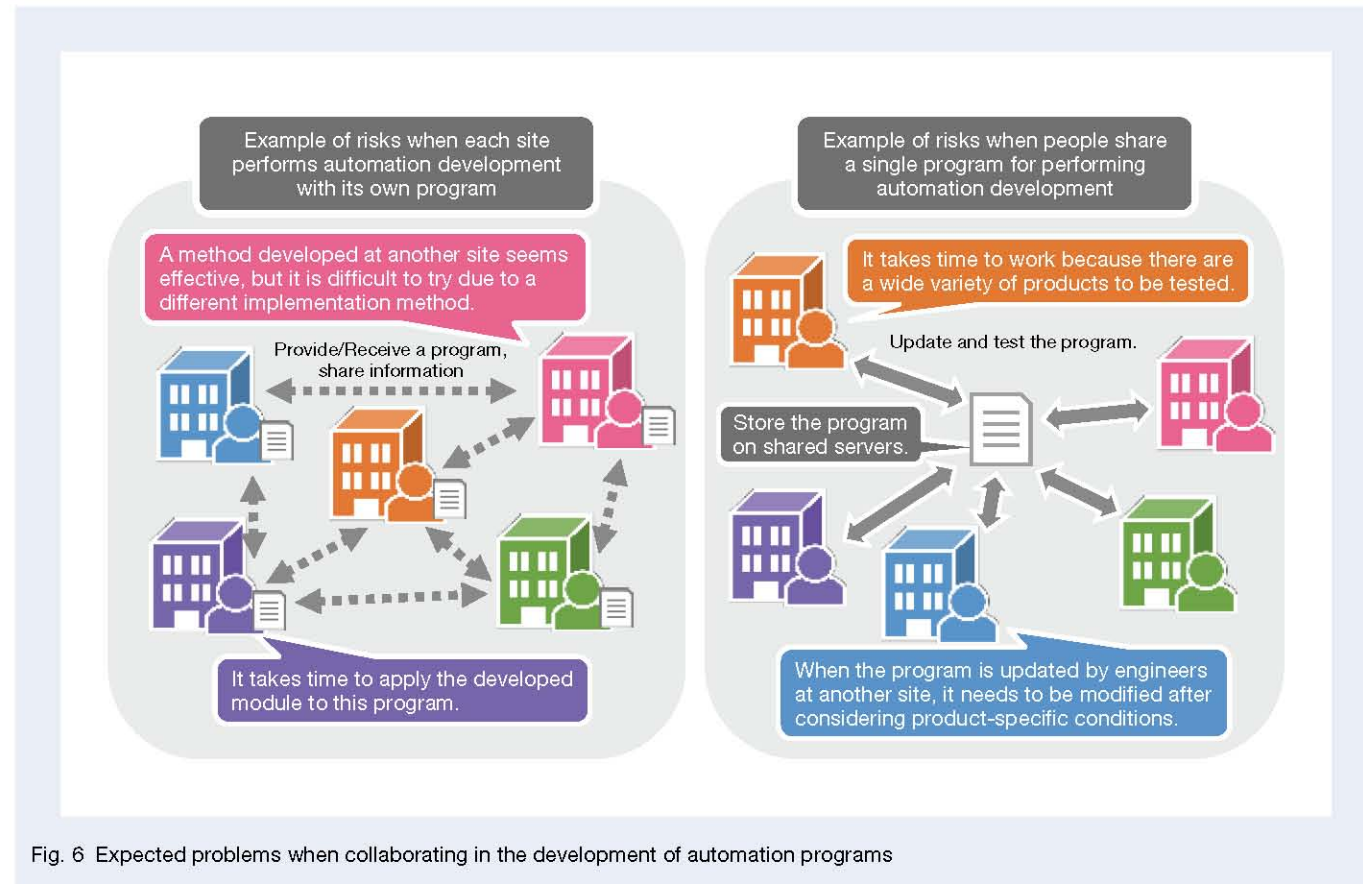 Example of risks when each site
performs automation development
with its own program
A method developed at another site seems
effective, but it is difficult to try due to a
different implementation method.
Provide/Receive a program,
share information
It takes time to apply the developed
module to this program.
Example of risks when people share
a single program for performing
automation development
It takes time to work because there are
a wide variety of products to be tested.
Update and test the program.
Store the program
on shared servers.
When the program is updated by engineers
at another site, it needs to be modified after
considering product-specific conditions.
Fig. 6 Expected problems when collaborating in the development of automation programs